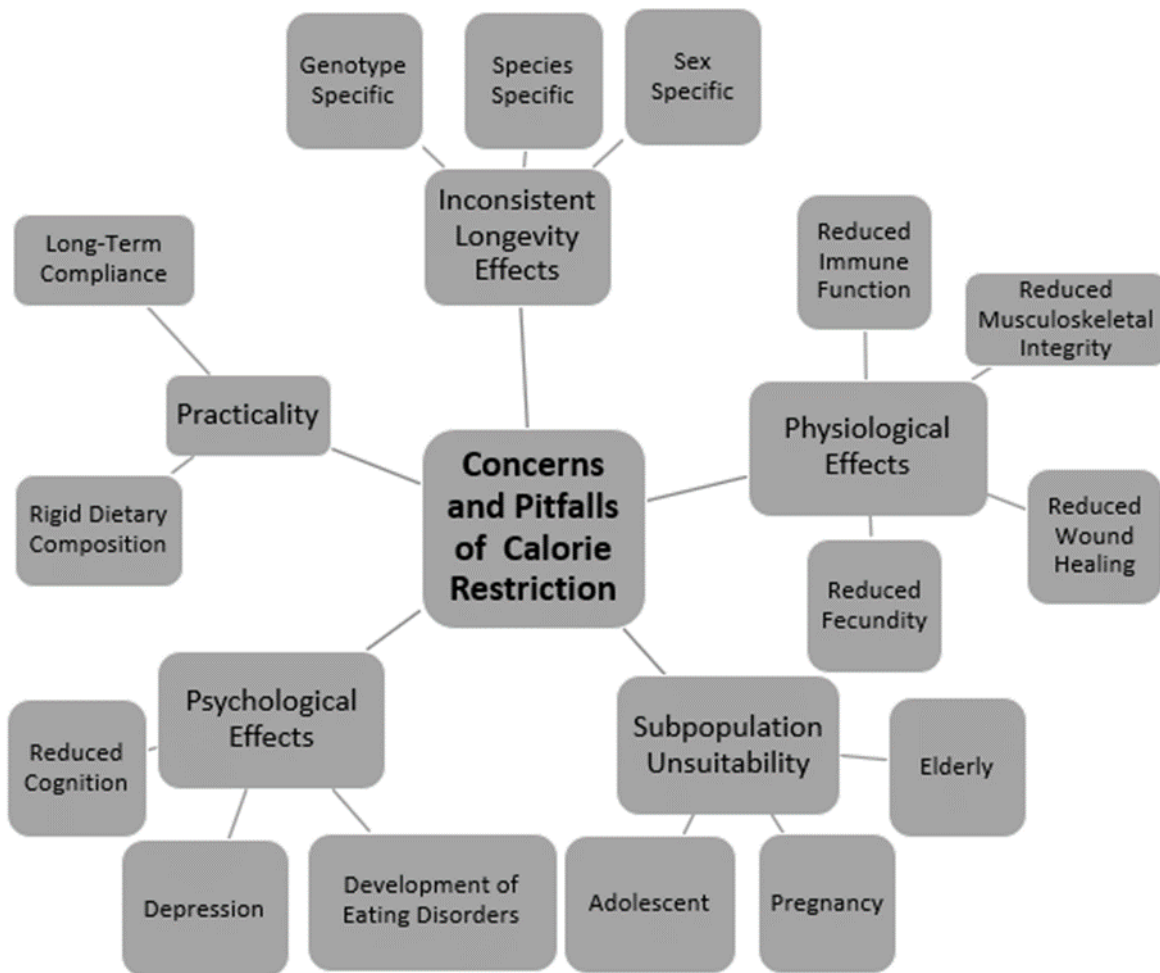 Genotype
Specific
Species
Specific
Sex
Specific
Inconsistent
Longevity
Effects
Long-Term
Compliance
Practicality
Rigid Dietary
Composition
Concerns
and Pitfalls
of Calorie
Restriction
Reduced
Immune
Function
Reduced
Musculoskeletal
Integrity
Physiological
Effects
Reduced
Wound
Healing
Reduced
Fecundity
Psychological
Effects
Reduced
Cognition
Depression
Development of
Eating Disorders
Subpopulation
Unsuitability
Elderly
Adolescent
Pregnancy